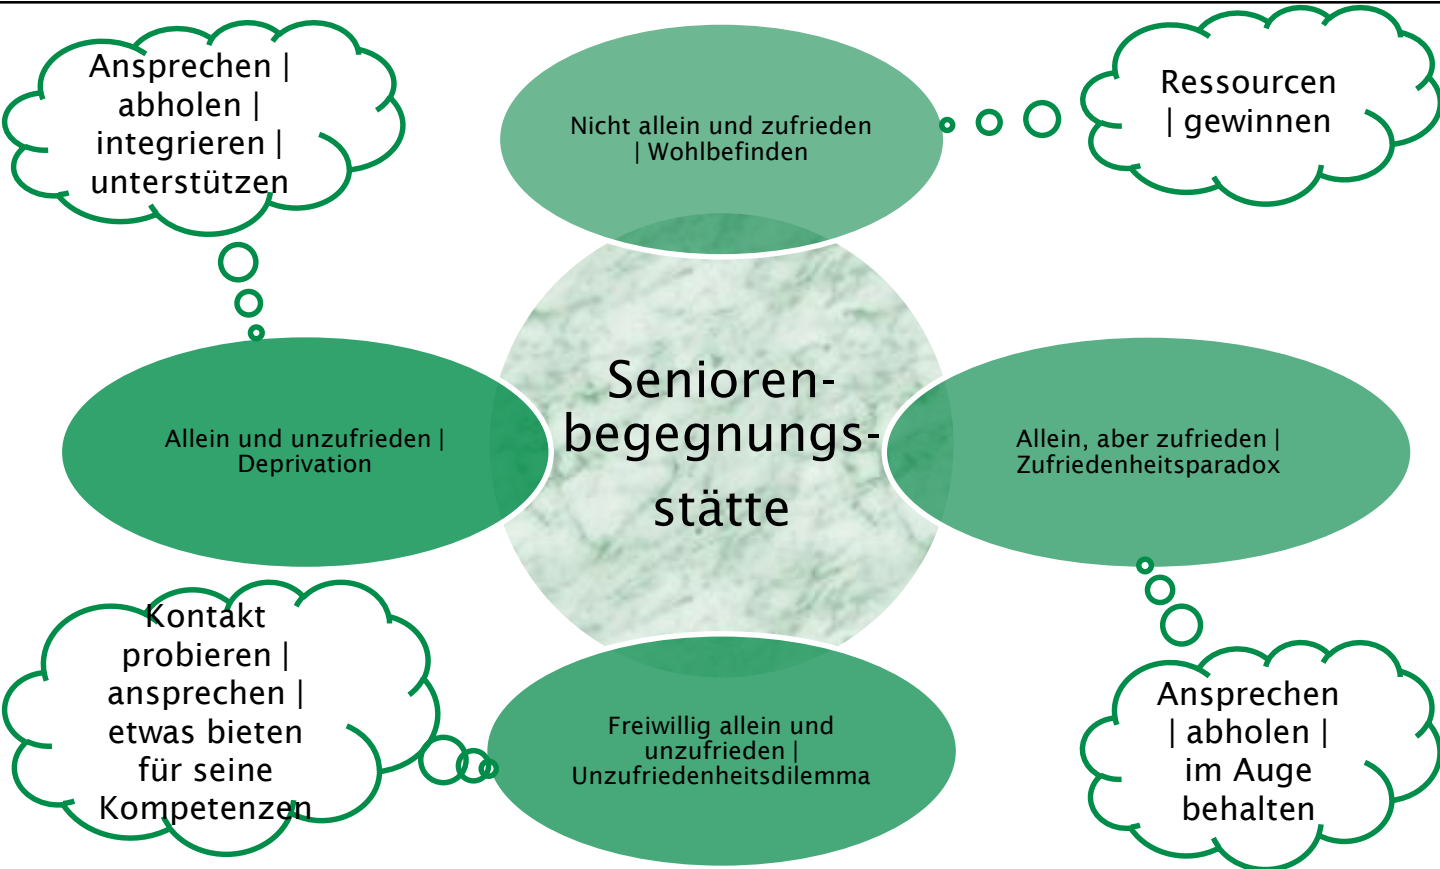 Ansprechen |
abholen |
integrieren |
unterstützen
Nicht allein und zufrieden
| Wohlbefinden
Ressourcen
| gewinnen
Allein und unzufrieden |
Deprivation
Senioren-
begegnungs-
stätte
Allein, aber zufrieden |
Zufriedenheitsparadox
Kontakt
probieren |
ansprechen |
etwas bieten
für seine
Kompetenzen
Freiwillig allein und
unzufrieden |
Unzufriedenheitsdilemma
Ansprechen
| abholen |
im Auge
behalten